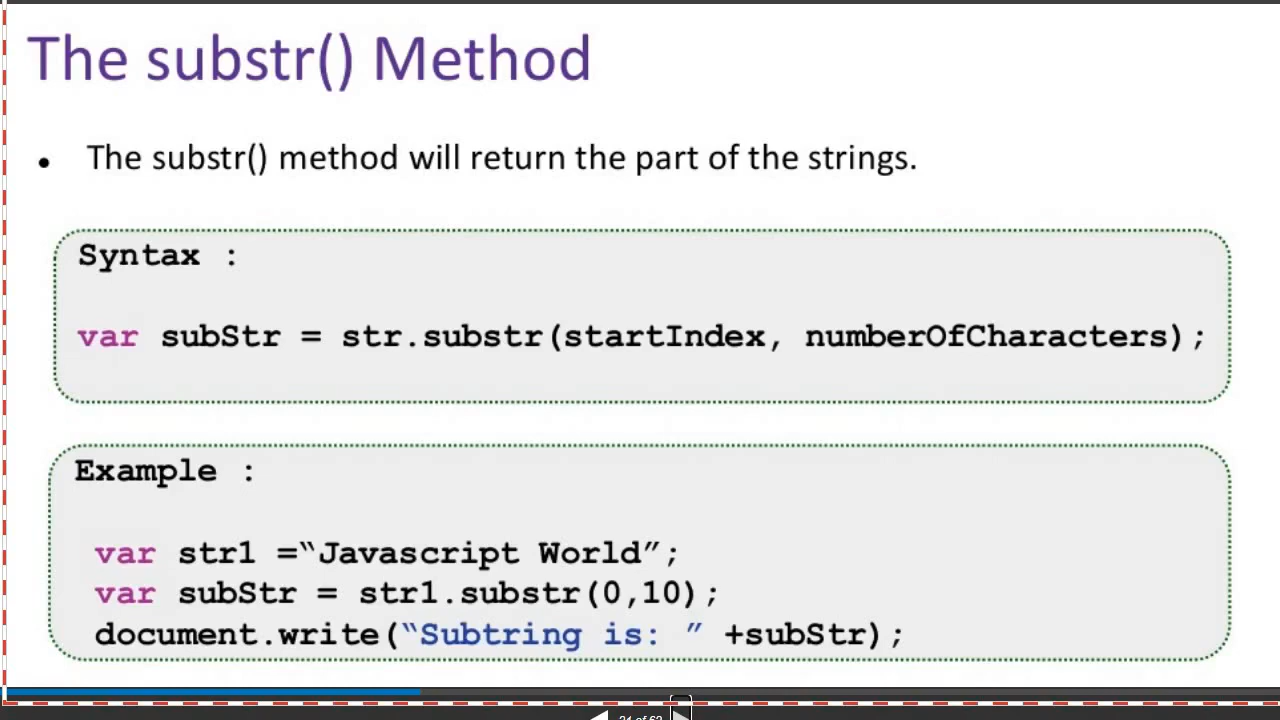 The substr() Method
• The substr() method will return the part of the strings.
Syntax :
var subStr = str.substr(startIndex, numberOfCharacters);
Example :
var str1 =“Javascript World”;
var subStr = str1.substr(0,10);
document.write(“Subtring is: ” +subStr);